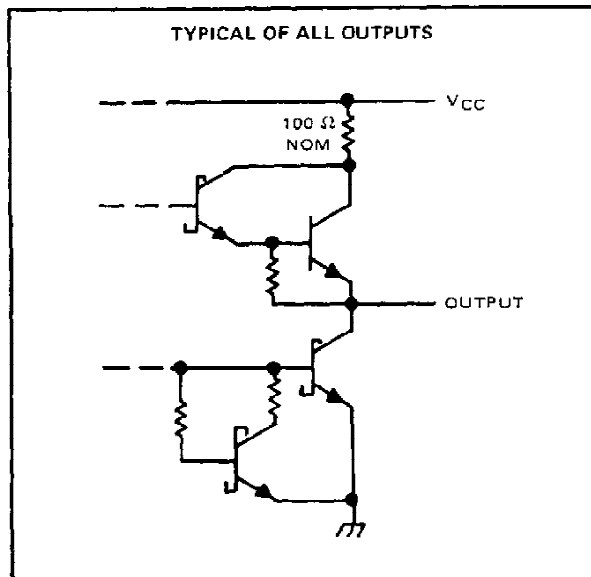 TYPICAL OF ALL OUTPUTS
VCC
100 Ω
NOM
OUTPUT